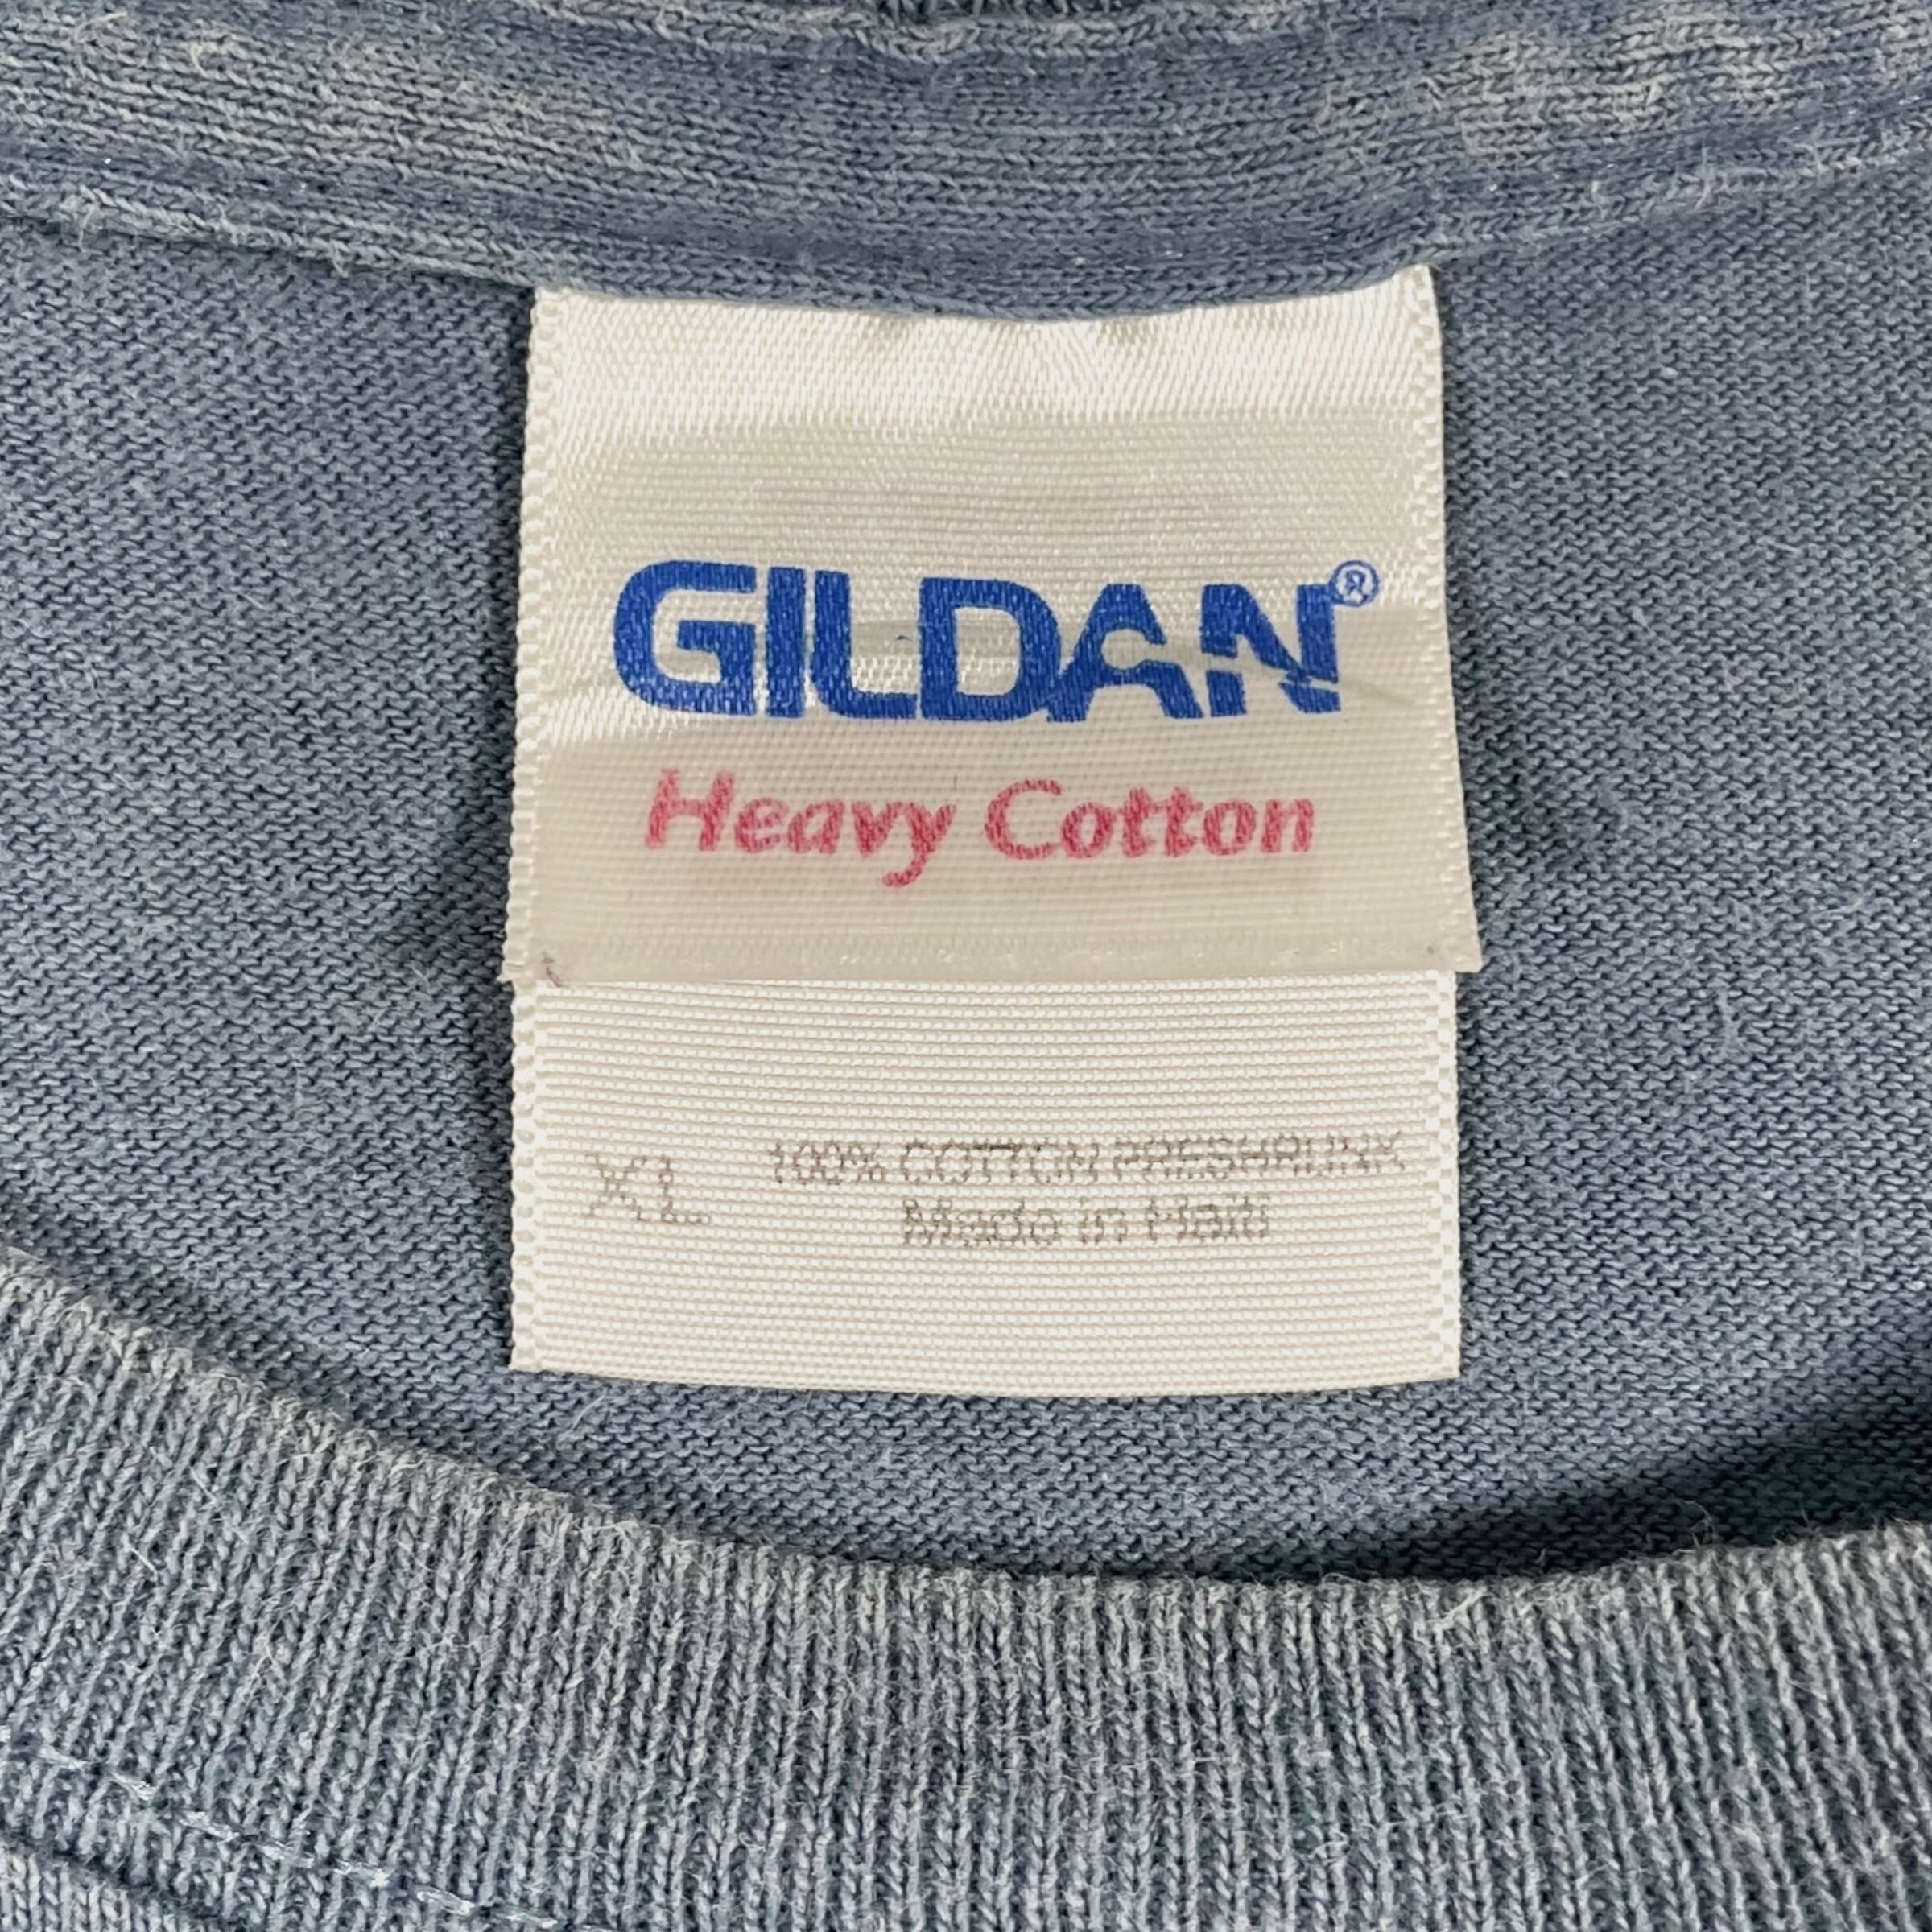 GILDAN®
Heavy Cotton
XL 100% COTTON PRESHRUNK
Made in Haiti